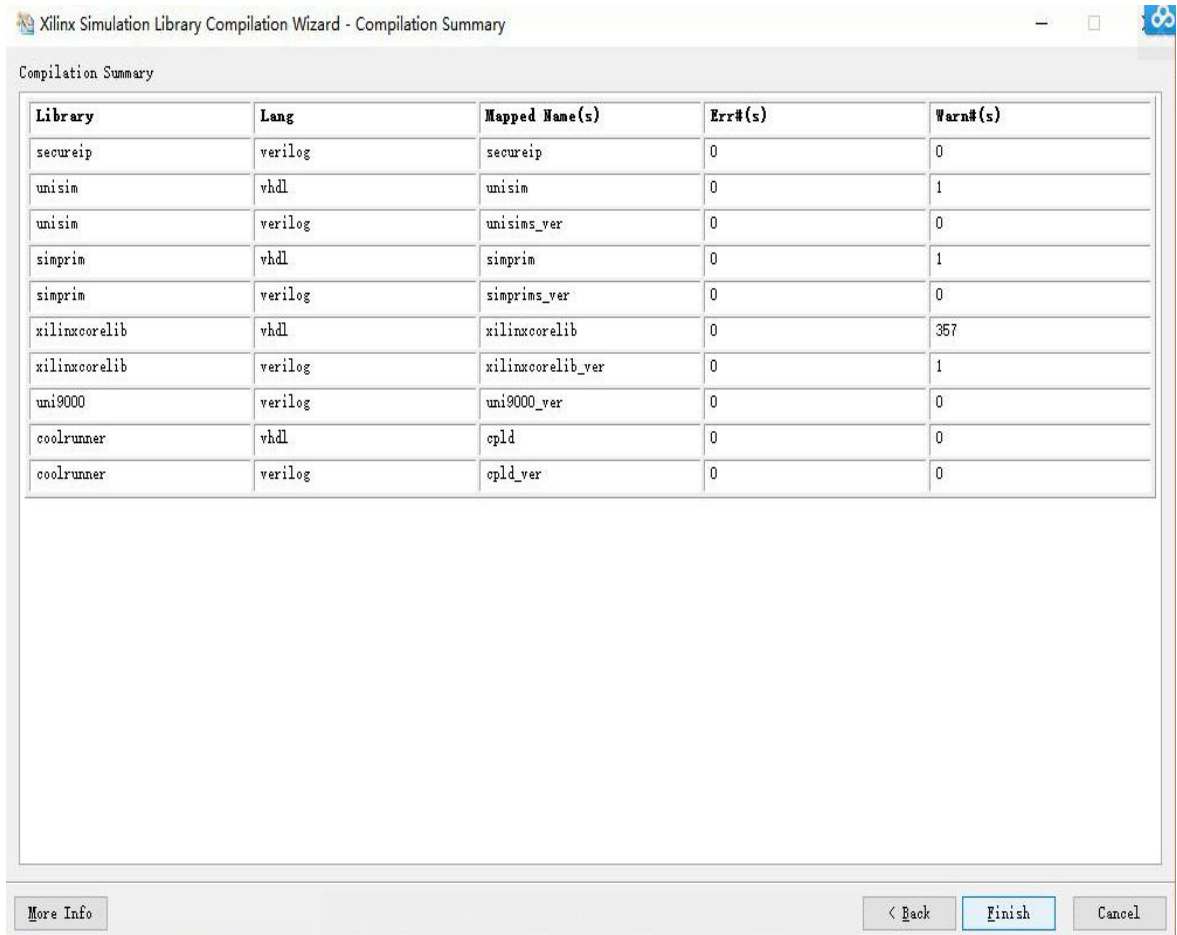 Xilinx Simulation Library Compilation Wizard - Compilation Summary
Compilation Summary
Library Lang Mapped Name(s) Err#(s) Warn#(s)
secureip verilog secureip 0 0
unisim vhdl unisim 0 1
unisim verilog unisims_ver 0 0
simprim vhdl simprim 0 1
simprim verilog simprims_ver 0 0
xilinxcorelib vhdl xilinxcorelib 0 357
xilinxcorelib verilog xilinxcorelib_ver 0 1
uni9000 verilog uni9000_ver 0 0
coolrunner vhdl cpld 0 0
coolrunner verilog cpld_ver 0 0
More Info < Back Finish Cancel